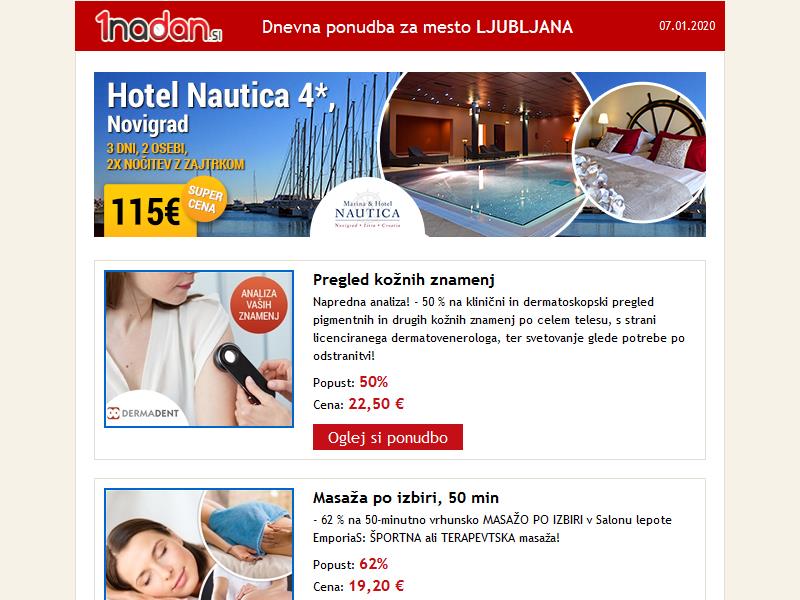 1nadan.SI
Dnevna ponudba za mesto LJUBLJANA
07.01.2020
Hotel Nautica 4*,
Novigrad
3 DNI, 2 OSEBI,
2X NOČITEV Z ZAJTRKOM
115€
SUPER
CENA
Marina & Hotel
NAUTICA
Novigrad • Istra • Croatia
ANALIZA
VAŠIH
ZNAMENJ
DERMADENT
Pregled kožnih znamenj
Napredna analiza! - 50 % na klinični in dermatoskopski pregled
pigmentnih in drugih kožnih znamenj po celem telesu, s strani
licenciranega dermatovenerologa, ter svetovanje glede potrebe po
odstranitvi!
Popust: 50%
Cena: 22,50 €
Oglej si ponudbo
Masaža po izbiri, 50 min
- 62 % na 50-minutno vrhunsko MASAŽO PO IZBIRI v Salonu lepote
EmporiaS: ŠPORTNA ali TERAPEVTSKA masaža!
Popust: 62%
Cena: 19,20 €